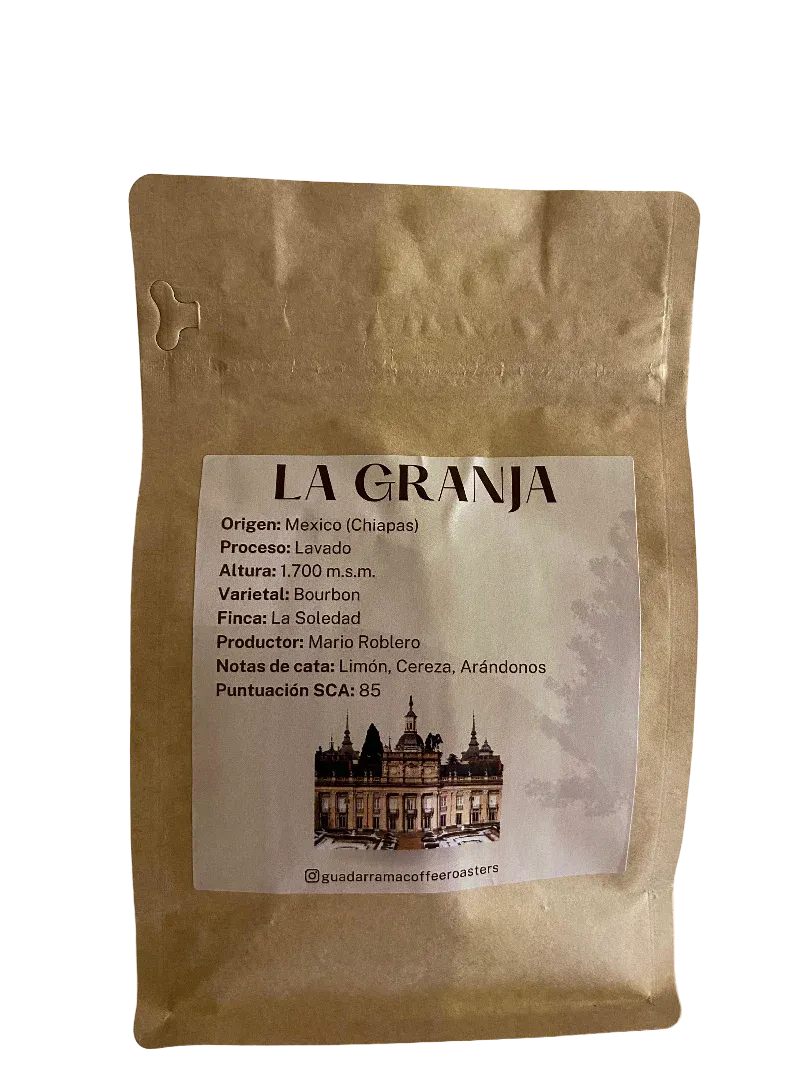 LA GRANJA
Origen: Mexico (Chiapas)
Proceso: Lavado
Altura: 1.700 m.s.m.
Varietal: Bourbon
Finca: La Soledad
Productor: Mario Roblero
Notas de cata: Limón, Cereza, Arándonos
Puntuación SCA: 85
guadarramacoffeeroasters